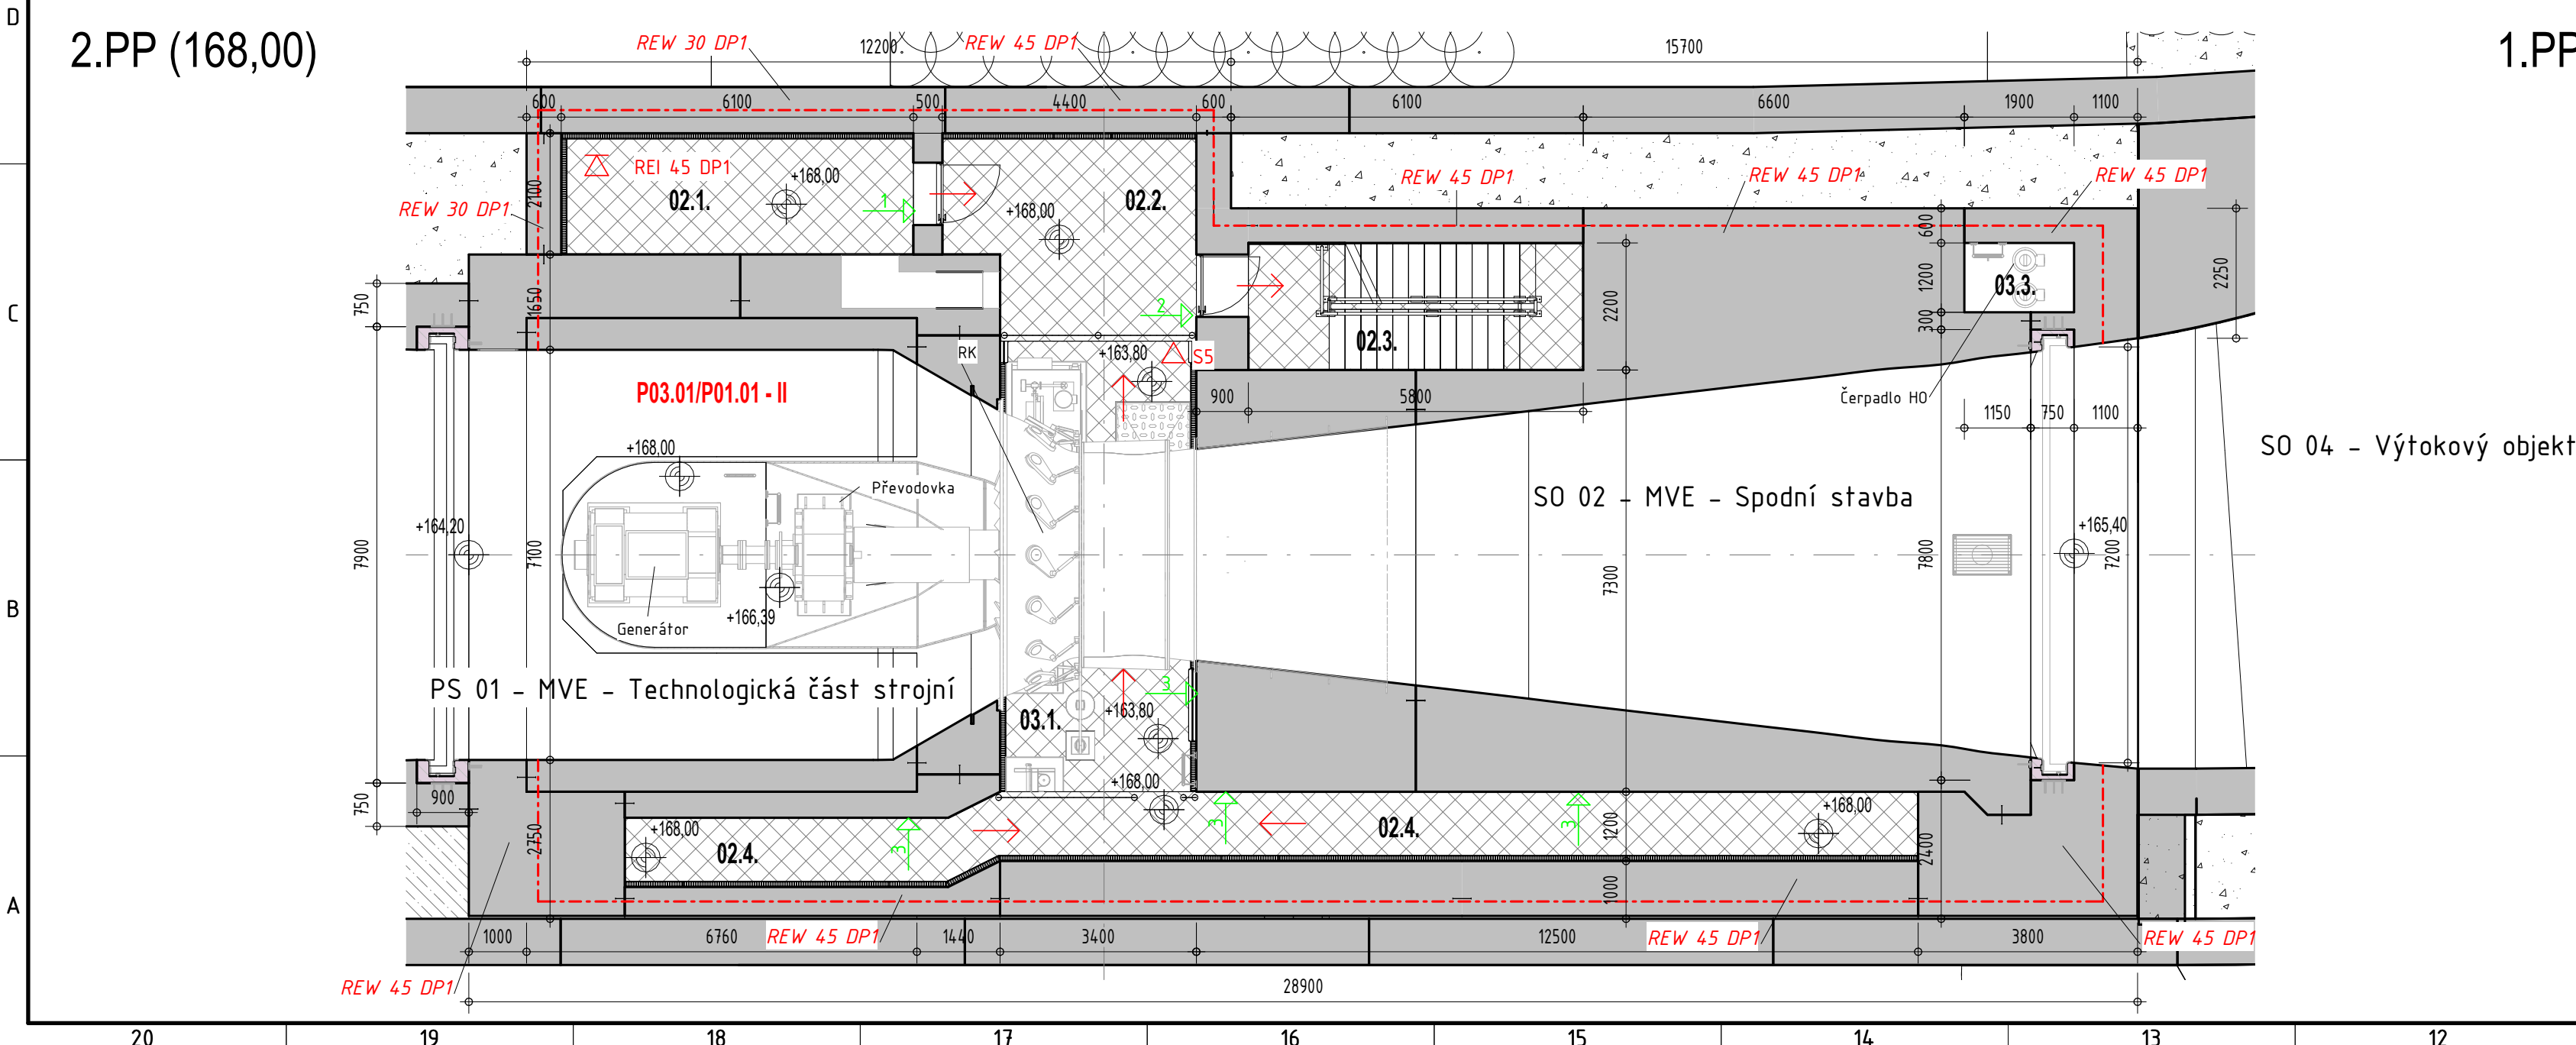 D
2.PP (168,00)
1.PP
REW 30 DP1
12200
REW 45 DP1
15700
600
6100
500
4400
600
6100
6600
1900
1100
REI 45 DP1
+168,00
02.1.
02.2.
1
+168,00
2100
REW 30 DP1
REW 45 DP1
REW 45 DP1
REW 45 DP1
600
1200
300
2250
03.3.
C
750
1650
2
2200
02.3.
RK
+163,80
S5
P03.01/P01.01 - II
900
5800
Čerpadlo HO
1150
750
1100
SO 04 - Výtokový objekt
+168,00
Převodovka
SO 02 - MVE - Spodní stavba
+164,20
+165,40
7900
7100
7300
7800
7200
B
+166,39
Generátor
PS 01 - MVE - Technologická část strojní
3
03.1.
+163,80
+168,00
750
900
+168,00
02.4.
2750
3
3
02.4.
3
1200
+168,00
2400
1000
A
1000
6760
REW 45 DP1
1440
3400
12500
REW 45 DP1
3800
REW 45 DP1
REW 45 DP1
28900
20
19
18
17
16
15
14
13
12